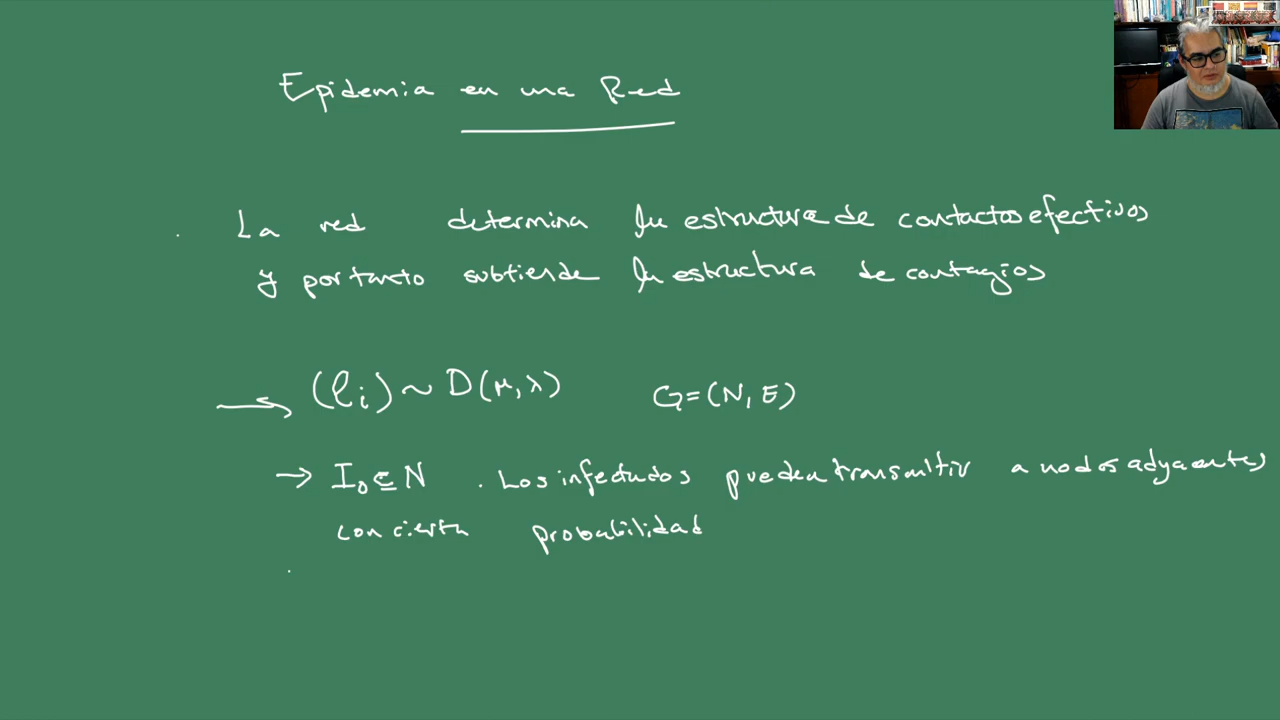 Epidemia en una Red
La red determina la estructura de contactos efectivos
y por tanto subtiende la estructura de contagios
→ (ℓi) ~ D(μ, λ) G=(N, E)
→ I₀ ⊆ N . Los infectados pueden transmitir a nodos adyacentes
con cierta probabilidad